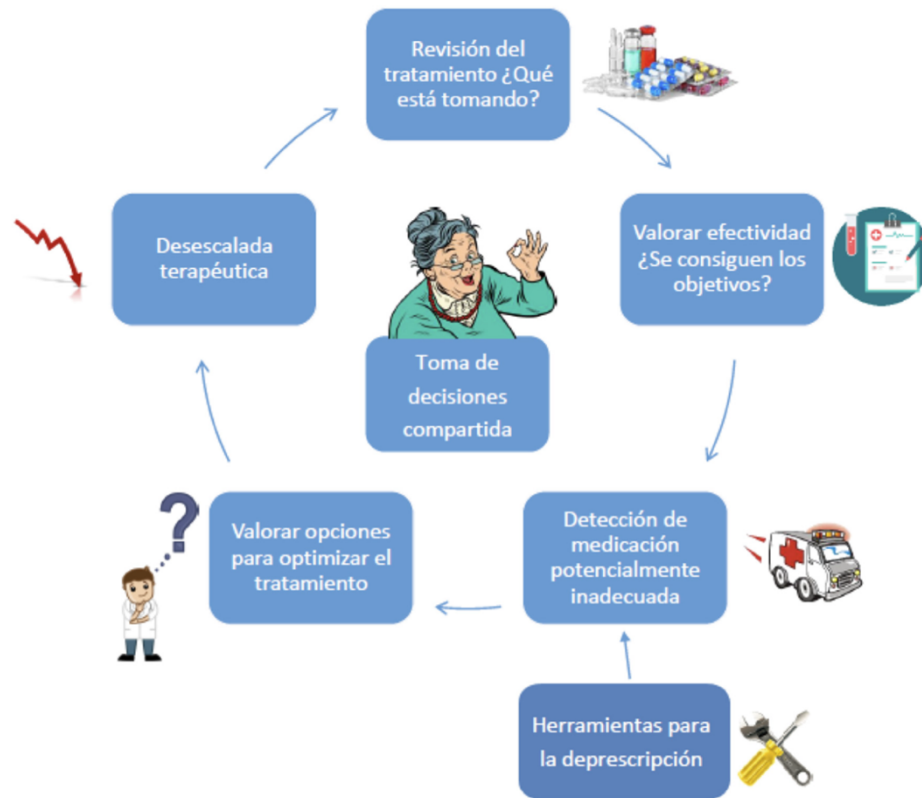 Revisión del
tratamiento ¿Qué
está tomando?
Valorar efectividad
¿Se consiguen los
objetivos?
Detección de
medicación
potencialmente
inadecuada
Herramientas para
la deprescripción
Valorar opciones
para optimizar el
tratamiento
Desescalada
terapéutica
Toma de
decisiones
compartida